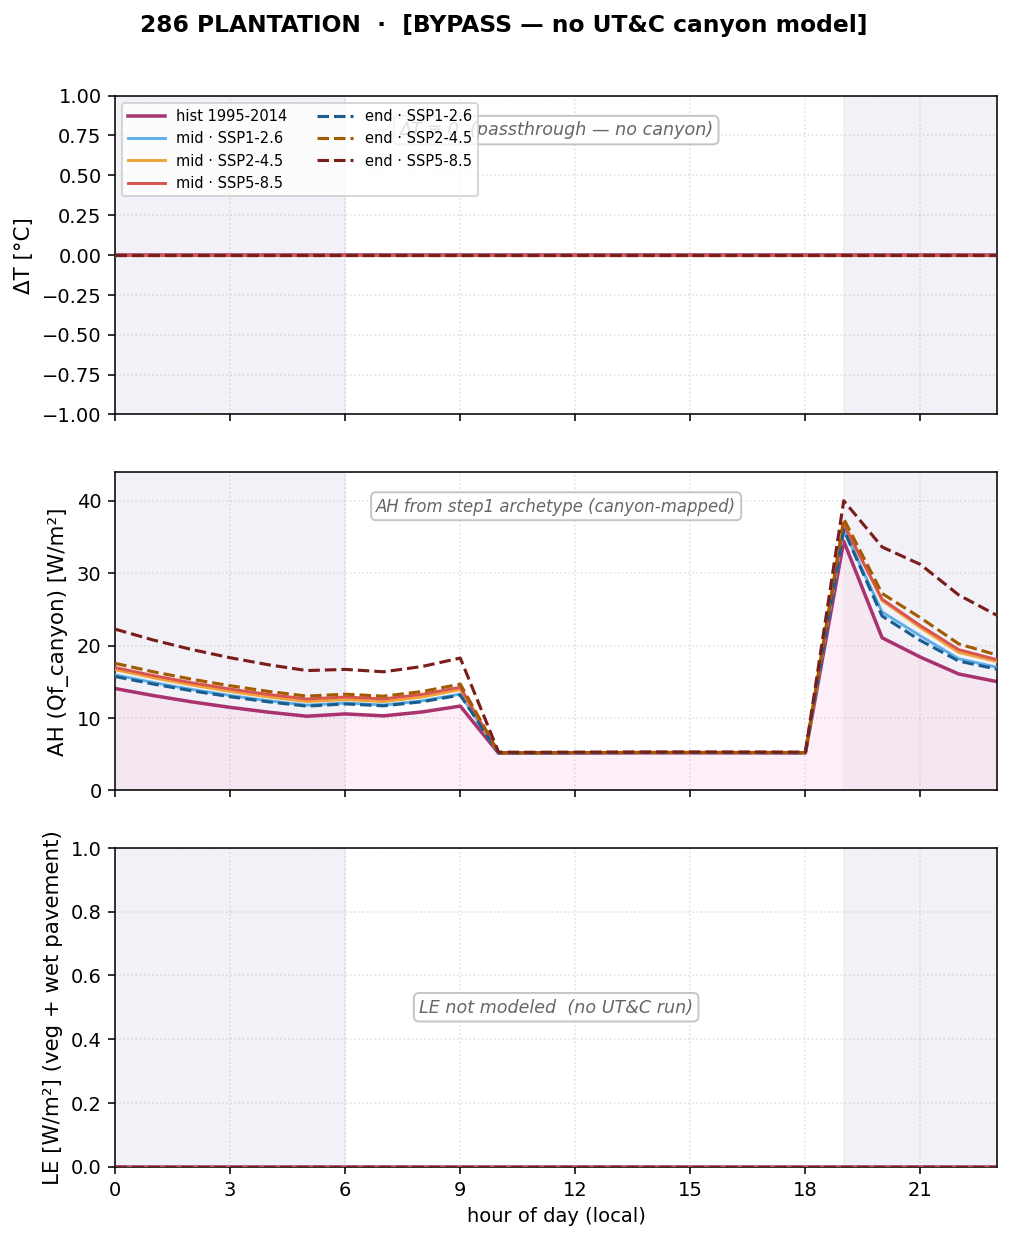 286 PLANTATION · [BYPASS — no UT&C canyon model]
1.00
0.75
0.50
0.25
0.00
−0.25
−0.50
−0.75
−1.00
ΔT [°C]
hist 1995-2014
mid · SSP1-2.6
mid · SSP2-4.5
mid · SSP5-8.5
end · SSP1-2.6
end · SSP2-4.5
end · SSP5-8.5
(passthrough — no canyon)
40
30
20
10
0
AH (Qf_canyon) [W/m²]
AH from step1 archetype (canyon-mapped)
1.0
0.8
0.6
0.4
0.2
0.0
LE [W/m²] (veg + wet pavement)
LE not modeled (no UT&C run)
0 3 6 9 12 15 18 21
hour of day (local)